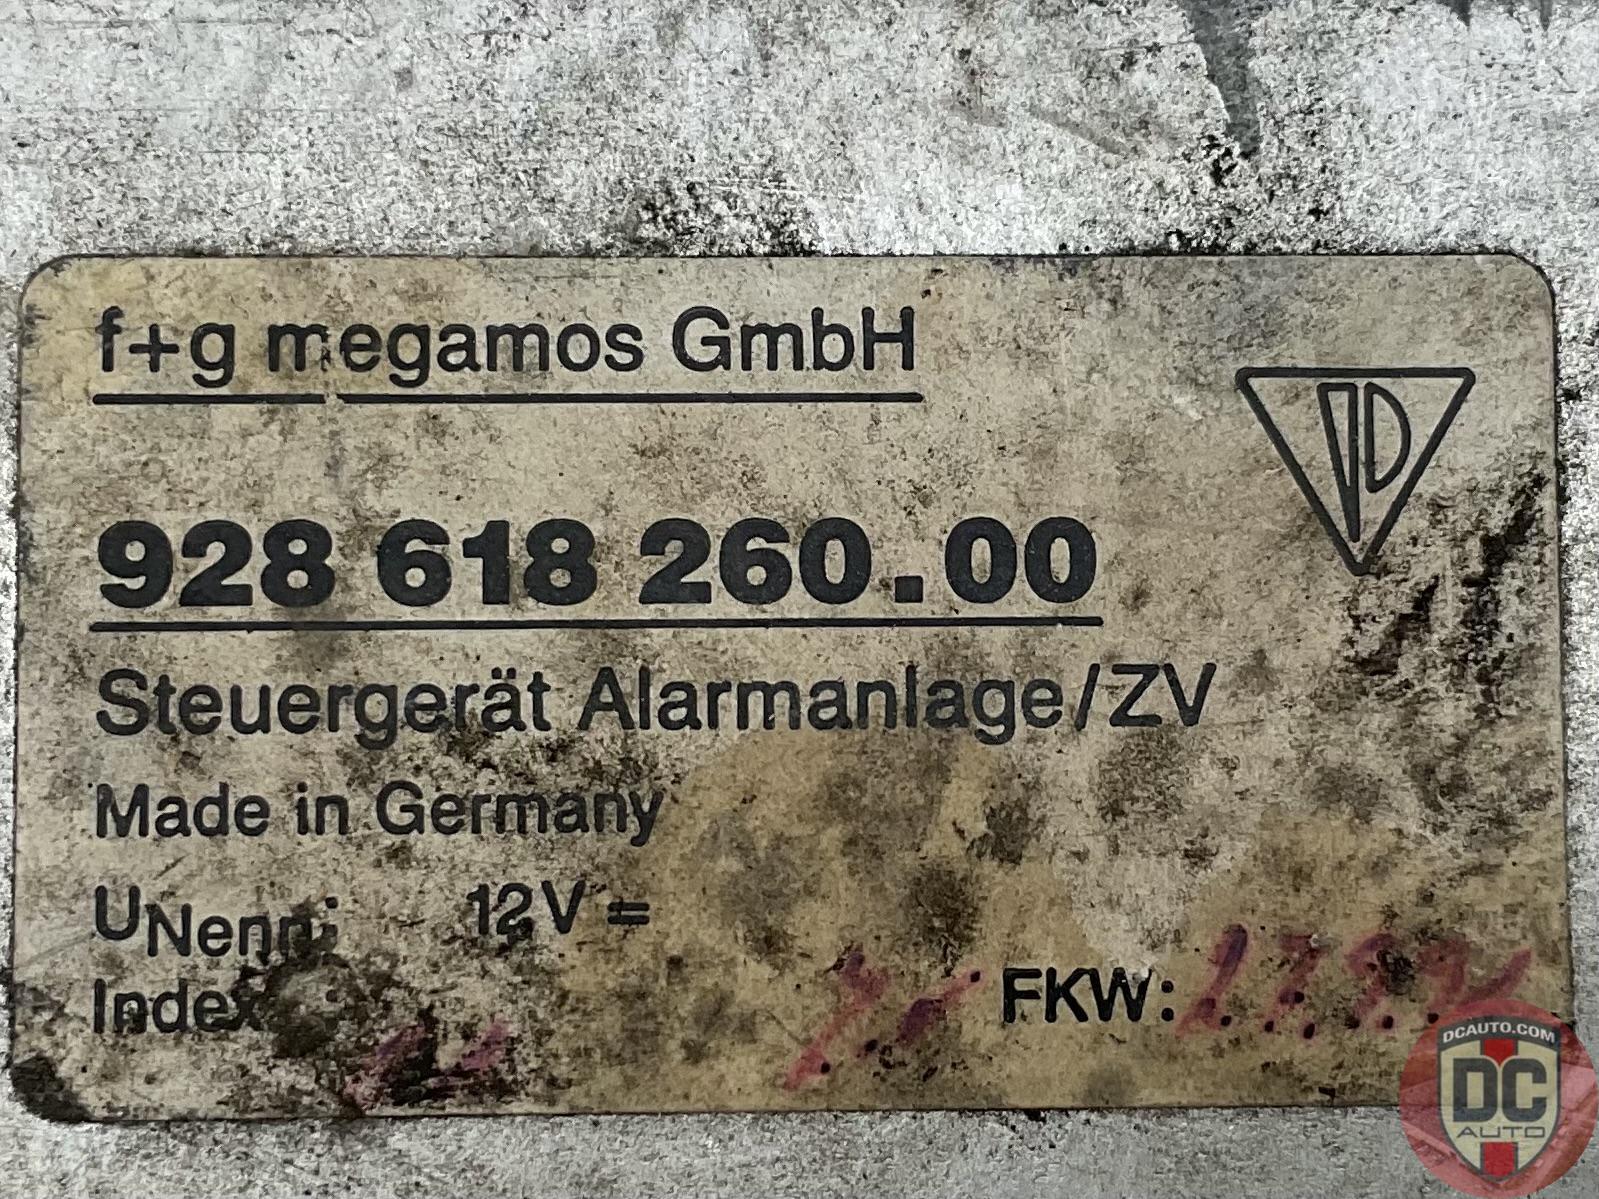 f+g megamos GmbH
928 618 260.00
Steuergerät Alarmanlage/ZV
Made in Germany
UNenn: 12V =
Index
FKW:
DCAUTO.COM
DC
AUTO